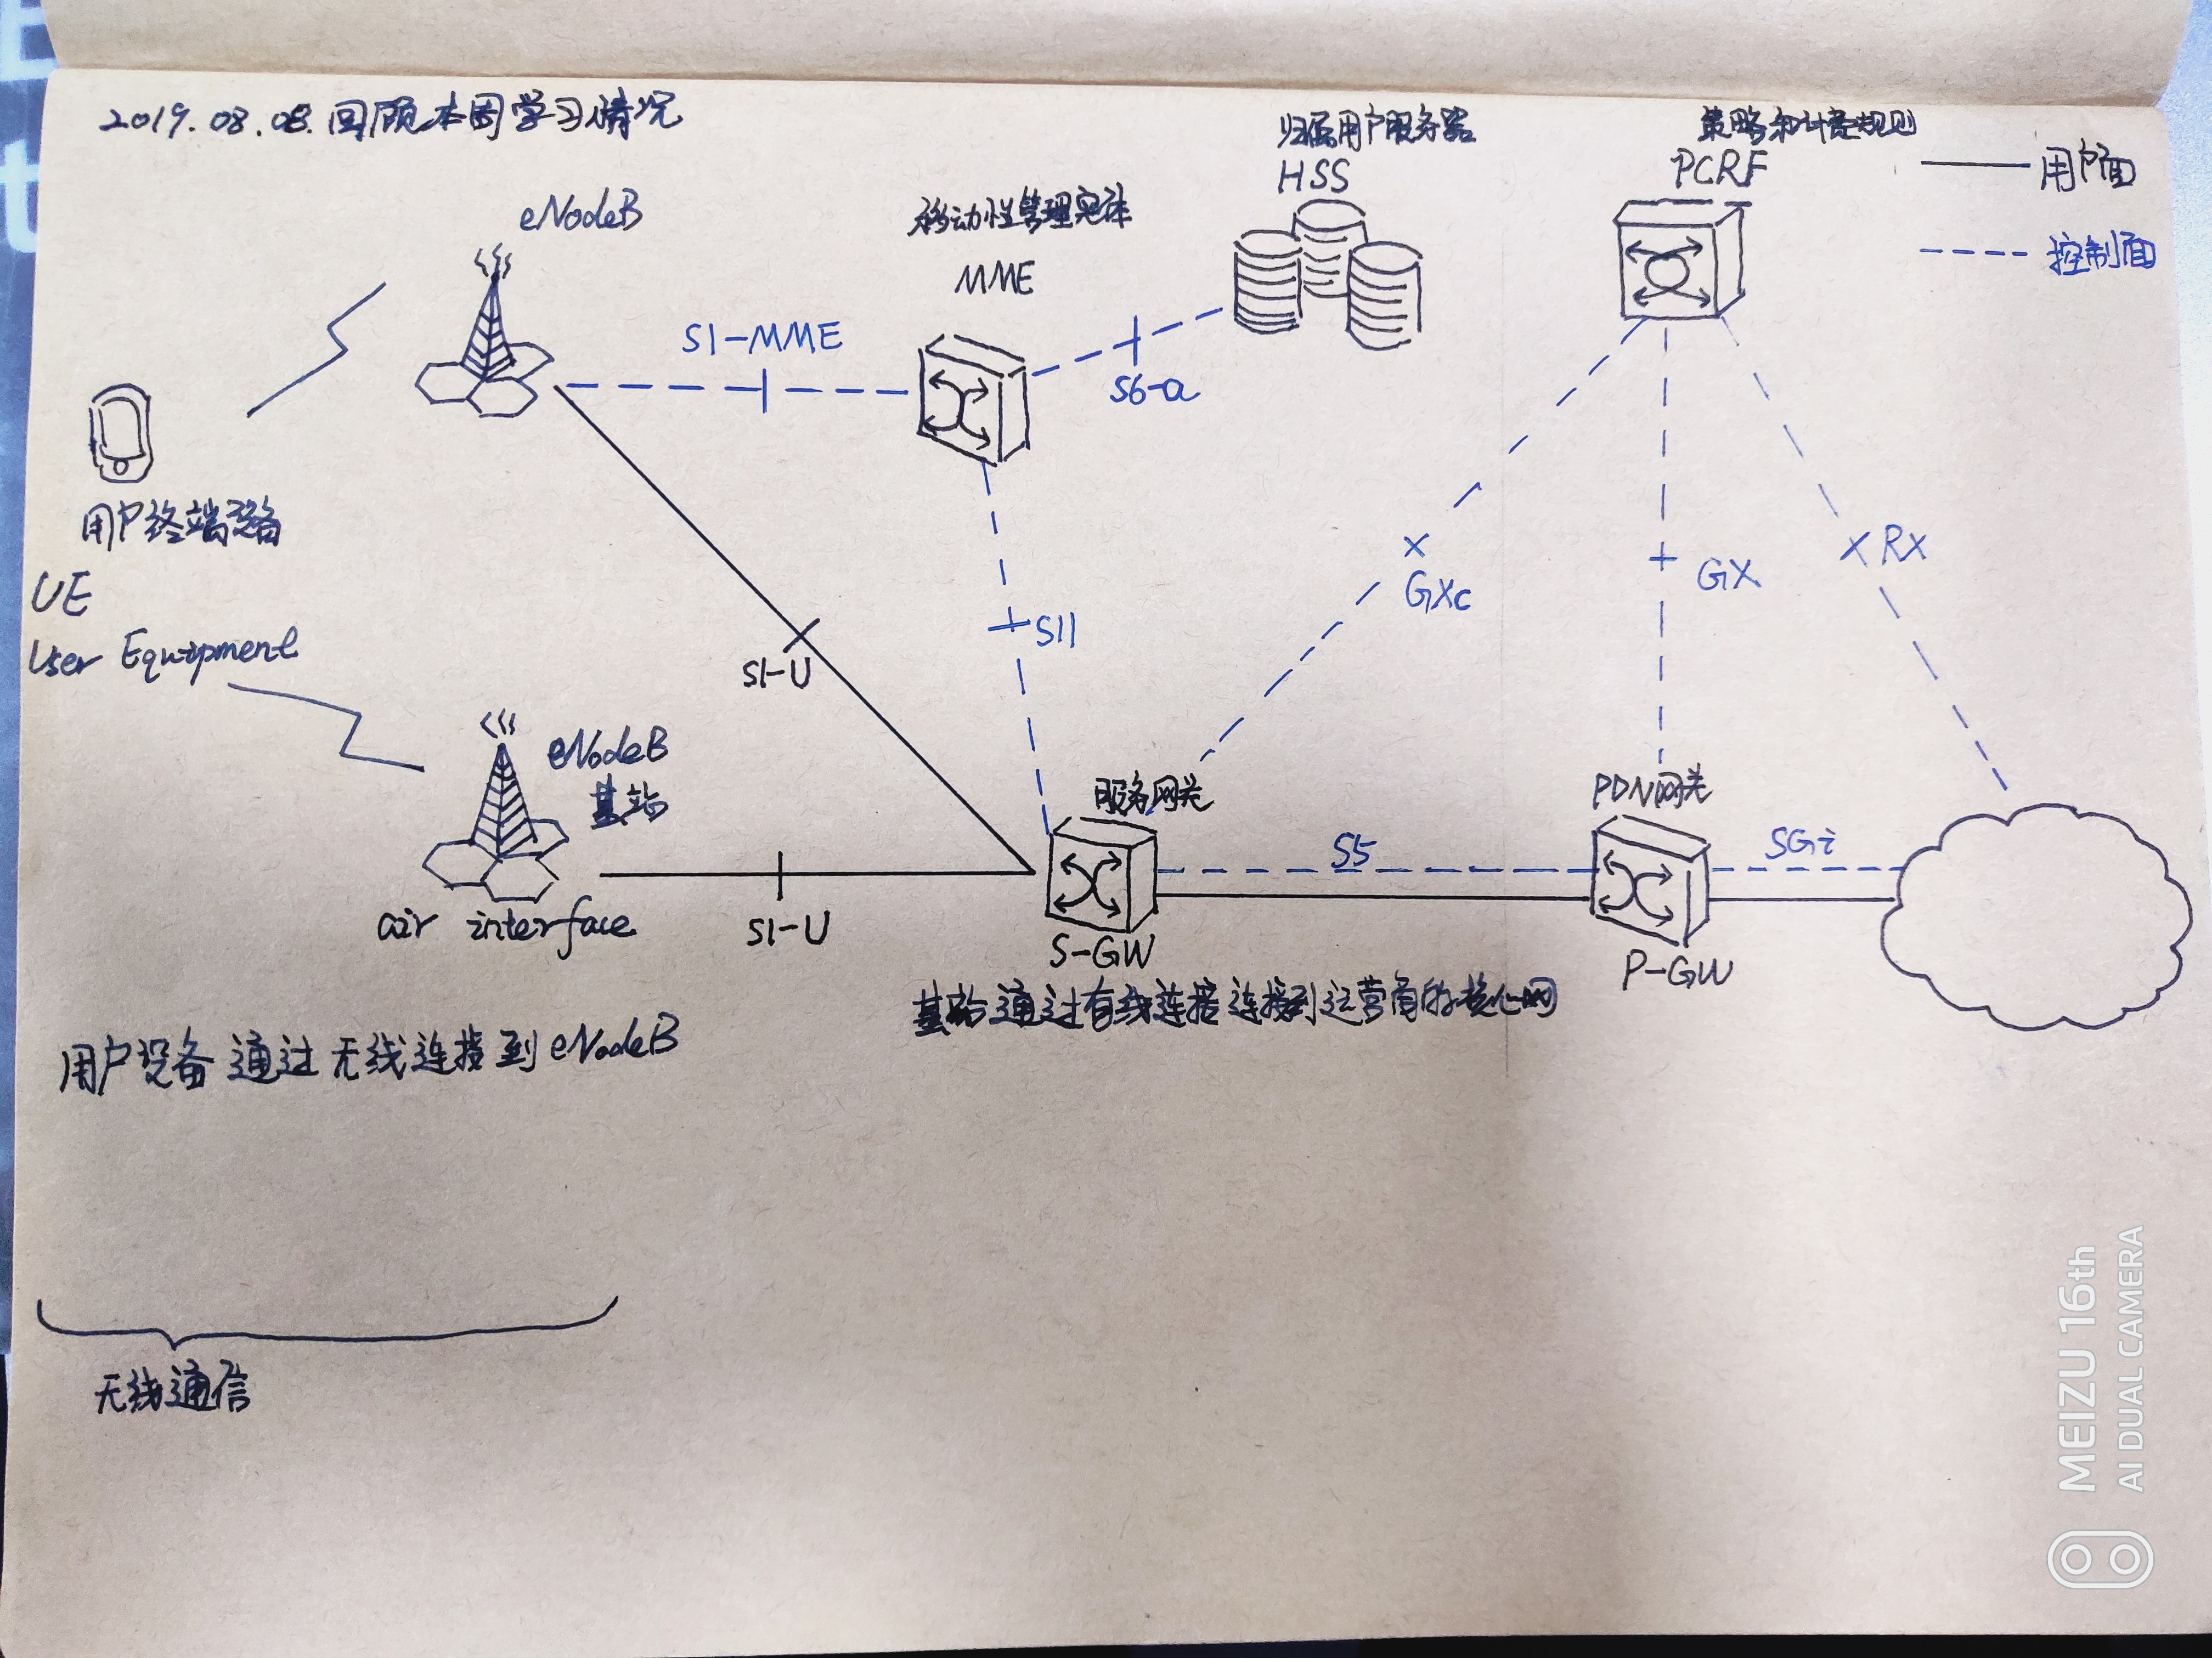 2019.08.08.回顾本周学习情况
归属用户服务器
HSS
策略和计费规则
PCRF
用户面
控制面
eNodeB
移动性管理实体
MME
S1-MME
S6-a
用户终端设备
UE
User Equipment
S1-U
S11
GXc
GX
RX
eNodeB
基站
air interface
S1-U
服务网关
S-GW
S5
PDN网关
P-GW
SGi
基站通过有线连接连接到运营商的核心网
用户设备通过无线连接到eNodeB
无线通信
MEIZU 16th
AI DUAL CAMERA